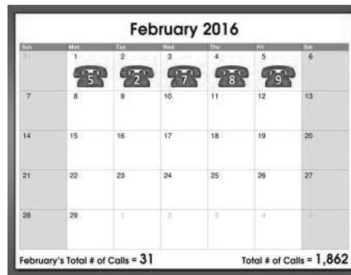 February 2016
Sun Mon Tue Wed Thu Fri Sat
31 1 2 3 4 5 6
5 2 7 8 9
7 8 9 10 11 12 13
14 15 16 17 18 19 20
21 22 23 24 25 26 27
28 29 1 2 3 4 5
February's Total # of Calls = 31 Total # of Calls = 1,862